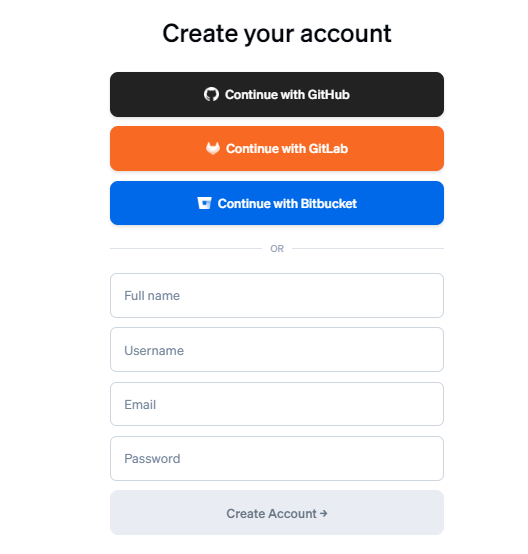 Create your account
Continue with GitHub
Continue with GitLab
Continue with Bitbucket
OR
Full name
Username
Email
Password
Create Account →